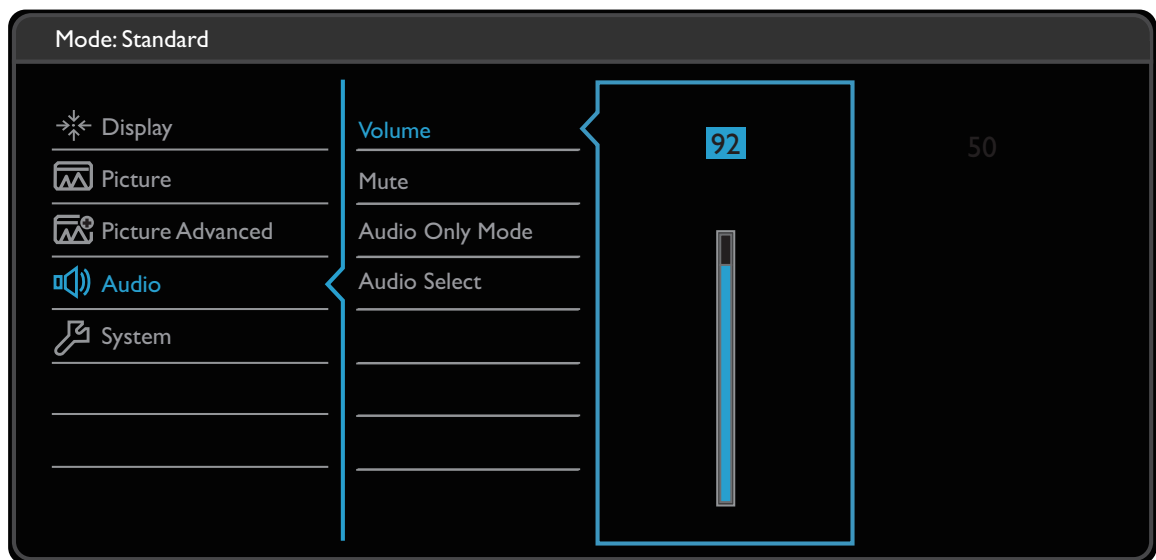 Mode: Standard
Display
Picture
Picture Advanced
Audio
System
Volume
Mute
Audio Only Mode
Audio Select
92
50